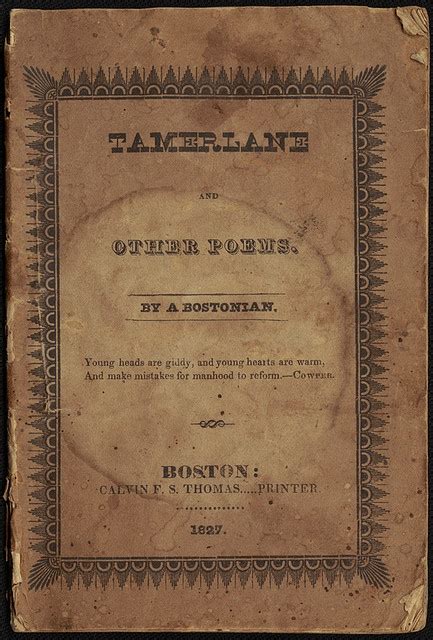 TAMERLANE
AND
OTHER POEMS.
BY A BOSTONIAN.
Young heads are giddy, and young hearts are warm,
And make mistakes for manhood to reform.—COWPER.
BOSTON:
CALVIN F. S. THOMAS.....PRINTER
1827.